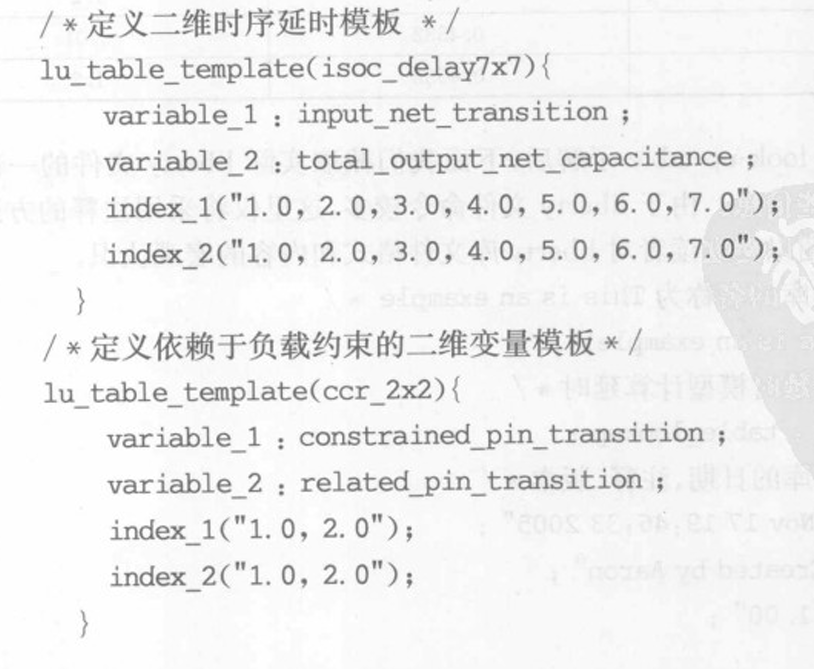 /*定义二维时序延时模板 */
lu_table_template(isoc_delay7x7){
variable_1 : input_net_transition ;
variable_2 : total_output_net_capacitance ;
index_1("1.0, 2.0, 3.0, 4.0, 5.0, 6.0, 7.0");
index_2("1.0, 2.0, 3.0, 4.0, 5.0, 6.0, 7.0");
}
/*定义依赖于负载约束的二维变量模板*/
lu_table_template(ccr_2x2){
variable_1 : constrained_pin_transition ;
variable_2 : related_pin_transition ;
index_1("1.0, 2.0");
index_2("1.0, 2.0");
}